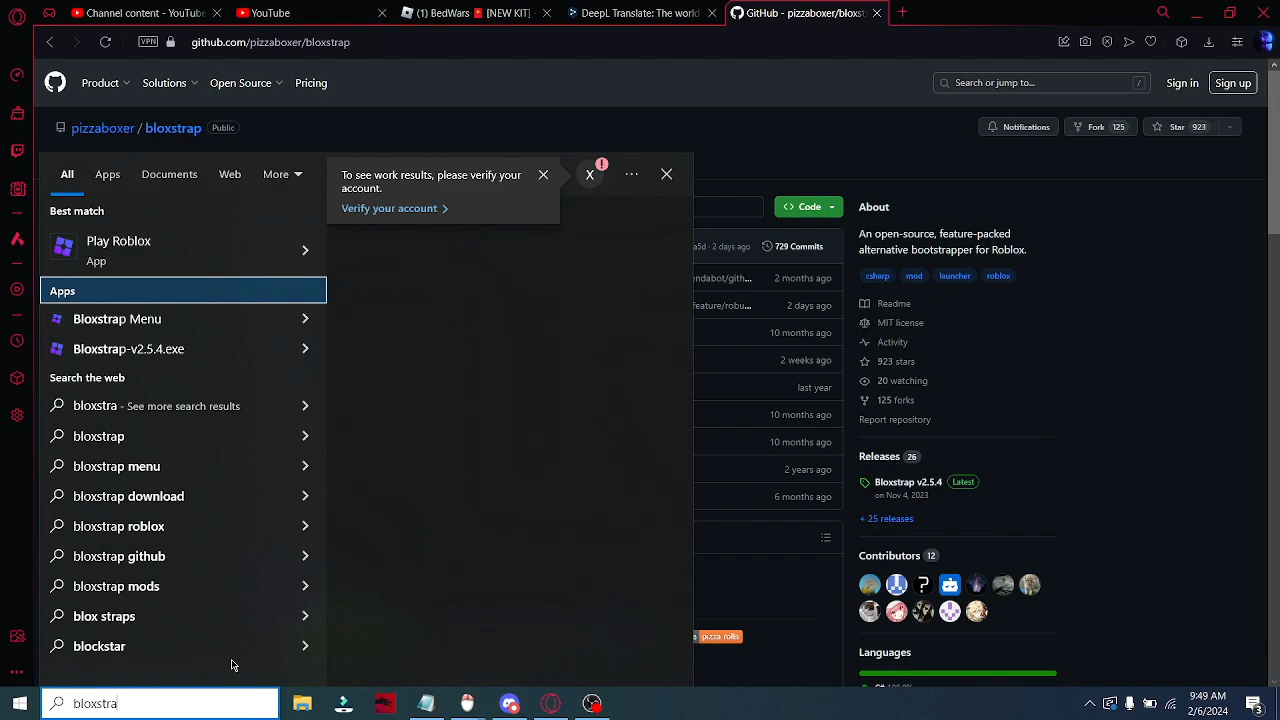 Channel content - YouTube
YouTube
(1) BedWars [NEW KIT] -
DeepL Translate: The world
GitHub - pizzaboxer/bloxst
VPN
github.com/pizzaboxer/bloxstrap
Product
Solutions
Open Source
Pricing
Search or jump to...
/
Sign in
Sign up
pizzaboxer / bloxstrap
Public
Notifications
Fork 125
Star 923
All
Apps
Documents
Web
More
To see work results, please verify your
account.
Verify your account
X
!
Best match
Play Roblox
App
Apps
Bloxstrap Menu
Bloxstrap-v2.5.4.exe
Search the web
bloxstra - See more search results
bloxstrap
bloxstrap menu
bloxstrap download
bloxstrap roblox
bloxstrap github
bloxstrap mods
blox straps
blockstar
Code
a5d · 2 days ago
729 Commits
endabot/gith...
2 months ago
feature/robu...
2 days ago
10 months ago
2 weeks ago
last year
10 months ago
10 months ago
2 years ago
6 months ago
e pizza rolls
About
An open-source, feature-packed
alternative bootstrapper for Roblox.
csharp
mod
launcher
roblox
Readme
MIT license
Activity
923 stars
20 watching
125 forks
Report repository
Releases 26
Bloxstrap v2.5.4
Latest
on Nov 4, 2023
+ 25 releases
Contributors 12
Languages
bloxstra
9:49 AM
2/6/2024